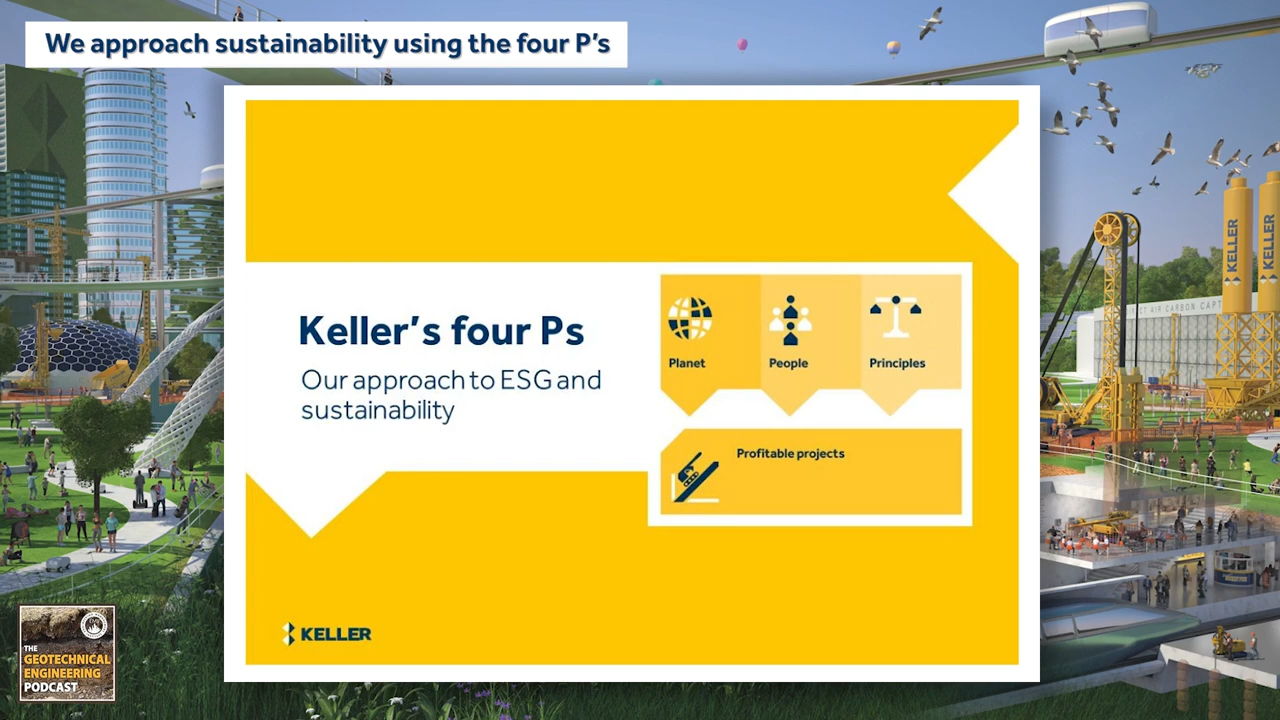 We approach sustainability using the four P's
Keller's four Ps
Our approach to ESG and
sustainability
Planet
People
Principles
Profitable projects
KELLER
KELLER
KELLER
THE
GEOTECHNICAL
ENGINEERING
PODCAST